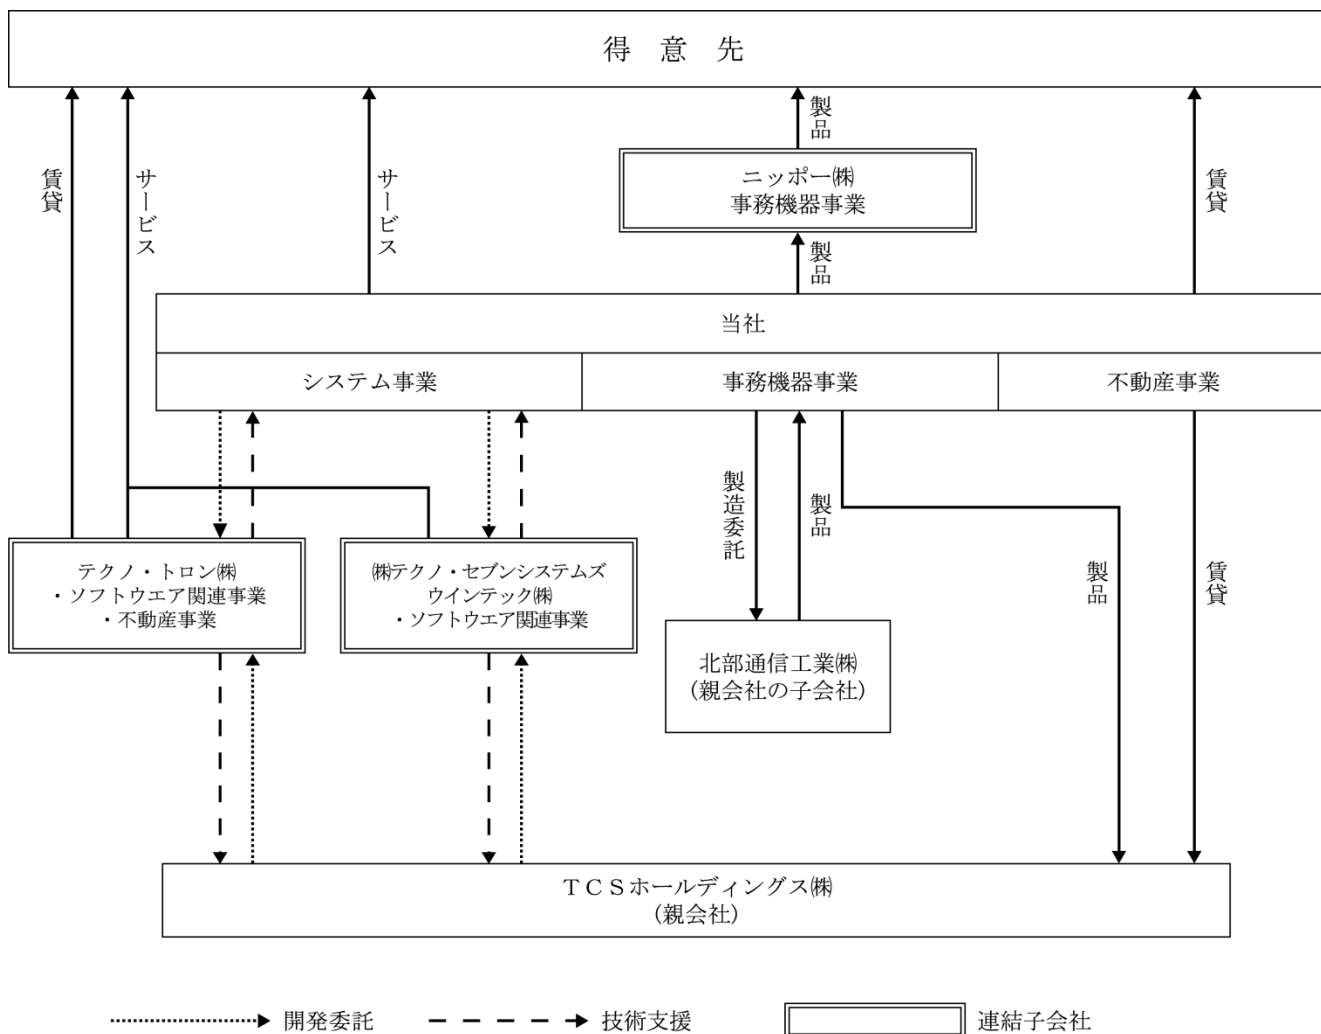 得 意 先
製品
賃貸
サービス
サービス
賃貸
ニッポー㈱
事務機器事業
製品
当社
システム事業
事務機器事業
不動産事業
製造委託
製品
製品
賃貸
テクノ・トロン㈱
・ソフトウエア関連事業
・不動産事業
㈱テクノ・セブンシステムズ
ウインテック㈱
・ソフトウエア関連事業
北部通信工業㈱
(親会社の子会社)
ＴＣＳホールディングス㈱
(親会社)
開発委託
技術支援
連結子会社